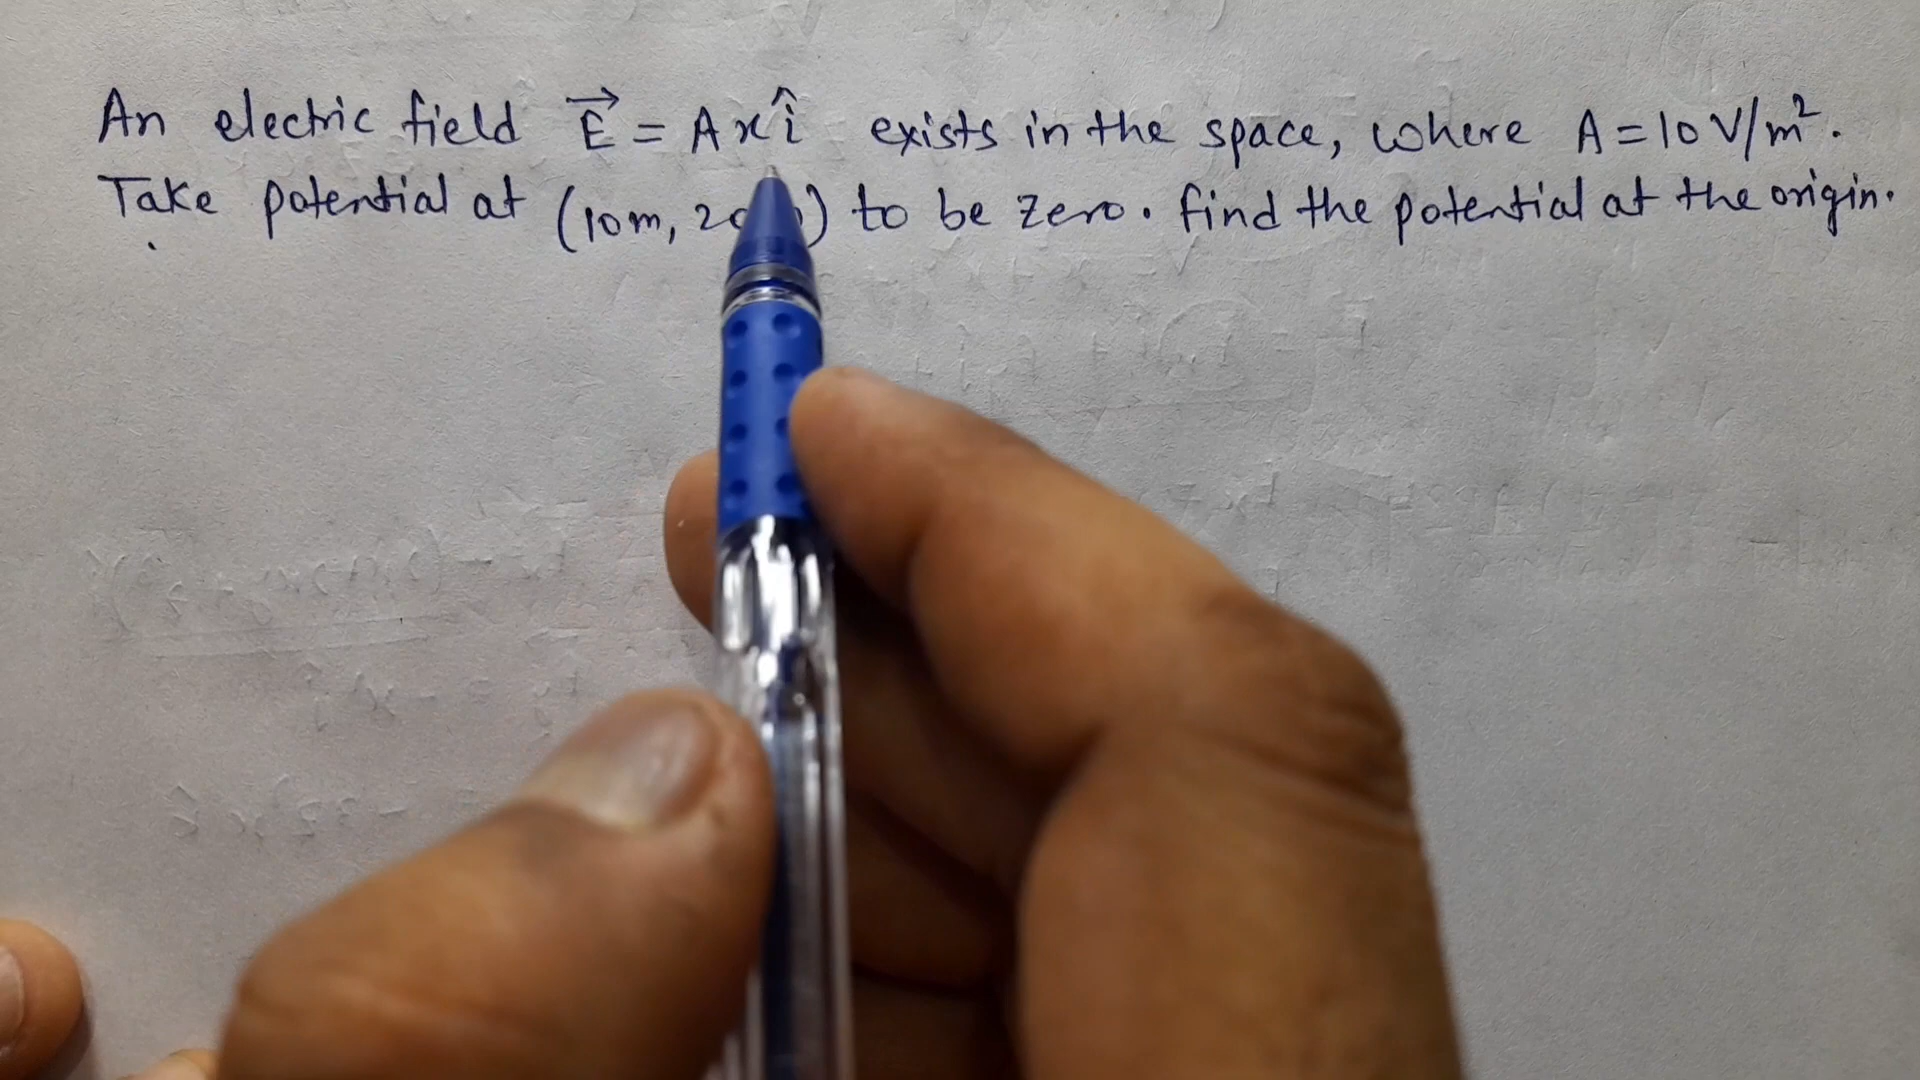 An electric field E⃗ = Axî exists in the space, where A = 10 V/m².
Take potential at (10m, ) to be zero. find the potential at the origin.